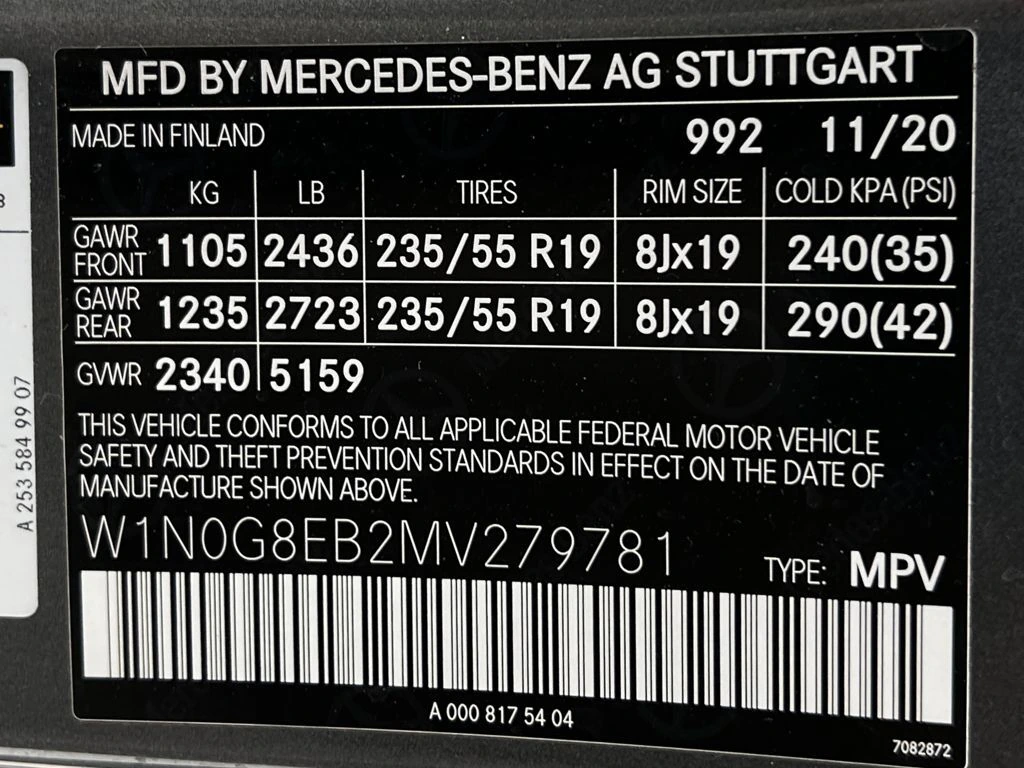 MFD BY MERCEDES-BENZ AG STUTTGART
MADE IN FINLAND 992 11/20
KG LB TIRES RIM SIZE COLD KPA (PSI)
GAWR FRONT 1105 2436 235/55 R19 8Jx19 240(35)
GAWR REAR 1235 2723 235/55 R19 8Jx19 290(42)
GVWR 2340 5159
THIS VEHICLE CONFORMS TO ALL APPLICABLE FEDERAL MOTOR VEHICLE
SAFETY AND THEFT PREVENTION STANDARDS IN EFFECT ON THE DATE OF
MANUFACTURE SHOWN ABOVE.
W1N0G8EB2MV279781
TYPE: MPV
A 000 817 54 04
7082872
A 253 584 99 07